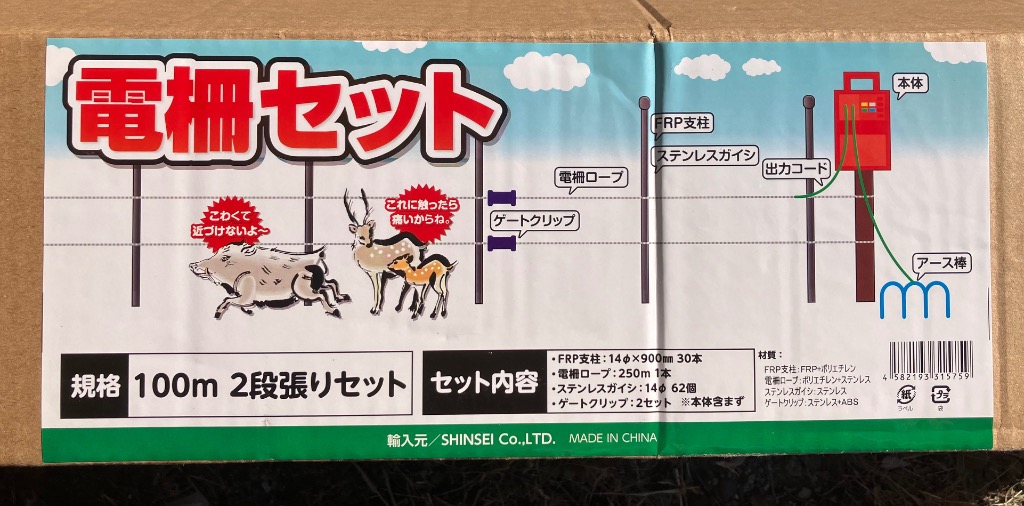 電柵セット
本体
FRP支柱
ステンレスガイシ
出力コード
電柵ロープ
こわくて
近づけないよ～
これに触ったら
痛いからね。
ゲートクリップ
アース棒
規格
100m 2段張りセット
セット内容
・FRP支柱：14φ×900㎜ 30本
・電柵ロープ：250m 1本
・ステンレスガイシ：14φ 62個
・ゲートクリップ：2セット ※本体含まず
材質：
FRP支柱：FRP+ポリエチレン
電柵ロープ：ポリエチレン+ステンレス
ステンレスガイシ：ステンレス
ゲートクリップ：ステンレス+ABS
4 582193 315759
紙
ラベル
プラ
袋
輸入元／SHINSEI Co.,LTD. MADE IN CHINA